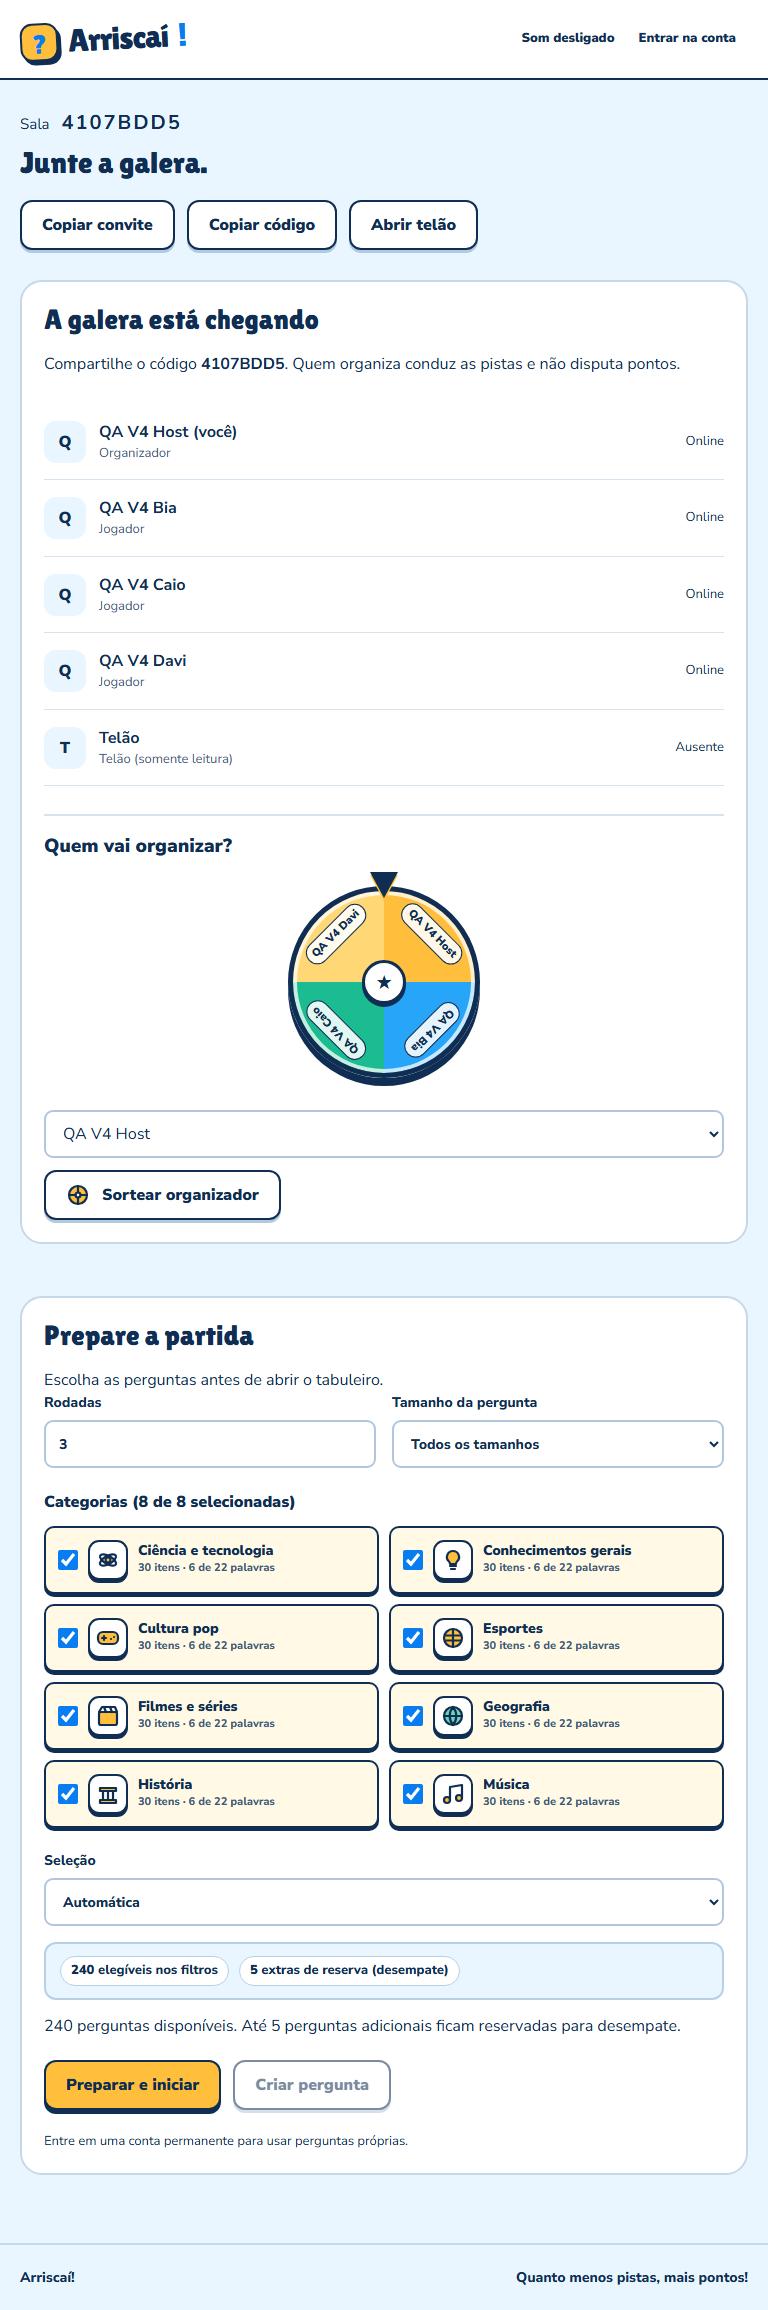 ?
Arriscaí !
Som desligado
Entrar na conta
Sala 4107BDD5
Junte a galera.
Copiar convite
Copiar código
Abrir telão
A galera está chegando
Compartilhe o código 4107BDD5. Quem organiza conduz as pistas e não disputa pontos.
Q
QA V4 Host (você)
Organizador
Online
Q
QA V4 Bia
Jogador
Online
Q
QA V4 Caio
Jogador
Online
Q
QA V4 Davi
Jogador
Online
T
Telão
Telão (somente leitura)
Ausente
Quem vai organizar?
QA V4 Davi
QA V4 Host
QA V4 Caio
QA V4 Bia
QA V4 Host
Sortear organizador
Prepare a partida
Escolha as perguntas antes de abrir o tabuleiro.
Rodadas
Tamanho da pergunta
3
Todos os tamanhos
Categorias (8 de 8 selecionadas)
Ciência e tecnologia
30 itens · 6 de 22 palavras
Conhecimentos gerais
30 itens · 6 de 22 palavras
Cultura pop
30 itens · 6 de 22 palavras
Esportes
30 itens · 6 de 22 palavras
Filmes e séries
30 itens · 6 de 22 palavras
Geografia
30 itens · 6 de 22 palavras
História
30 itens · 6 de 22 palavras
Música
30 itens · 6 de 22 palavras
Seleção
Automática
240 elegíveis nos filtros
5 extras de reserva (desempate)
240 perguntas disponíveis. Até 5 perguntas adicionais ficam reservadas para desempate.
Preparar e iniciar
Criar pergunta
Entre em uma conta permanente para usar perguntas próprias.
Arriscaí!
Quanto menos pistas, mais pontos!